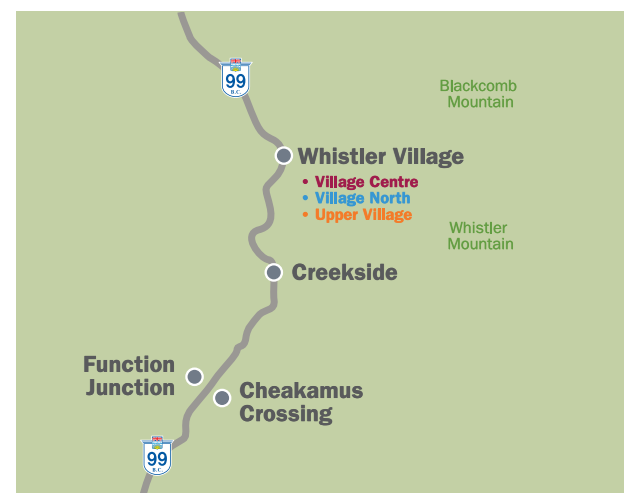 99
B.C.
Blackcomb
Mountain
Whistler Village
• Village Centre
• Village North
• Upper Village
Whistler
Mountain
Creekside
Function
Junction
Cheakamus
Crossing
99
B.C.